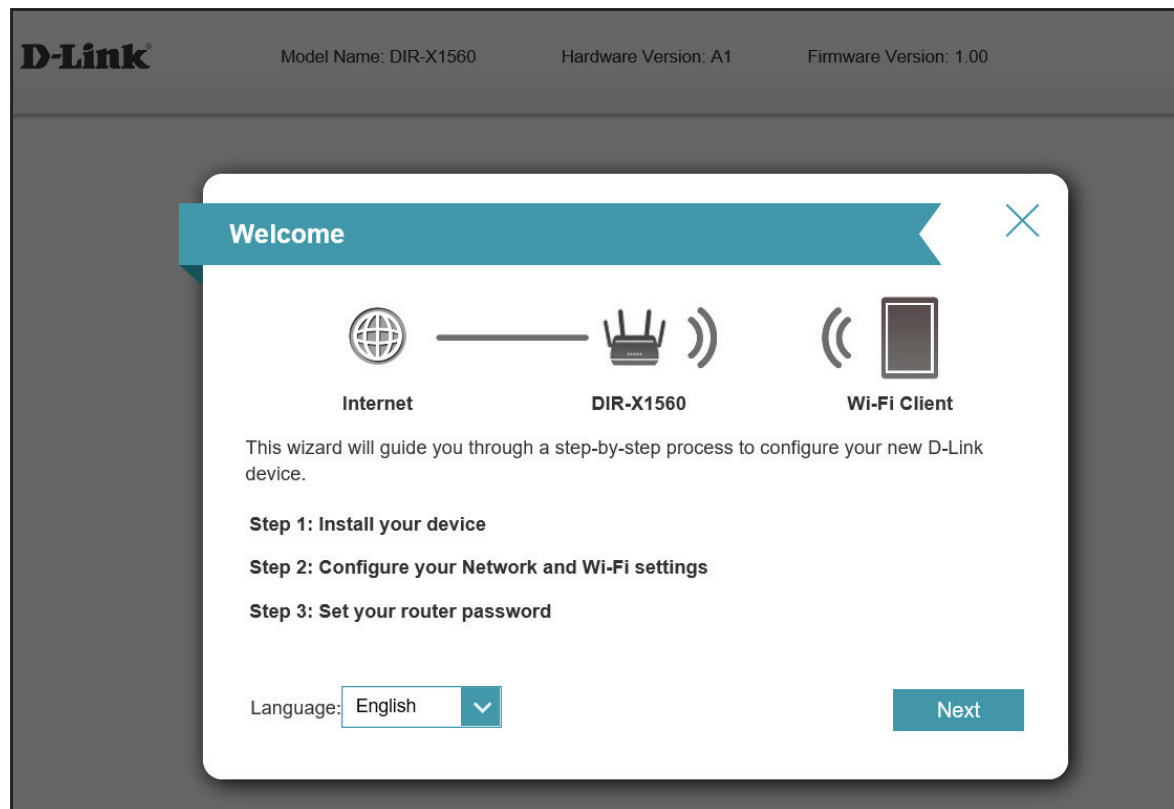 D-Link
Model Name: DIR-X1560 Hardware Version: A1 Firmware Version: 1.00
Welcome
Internet DIR-X1560 Wi-Fi Client
This wizard will guide you through a step-by-step process to configure your new D-Link
device.
Step 1: Install your device
Step 2: Configure your Network and Wi-Fi settings
Step 3: Set your router password
Language: English
Next